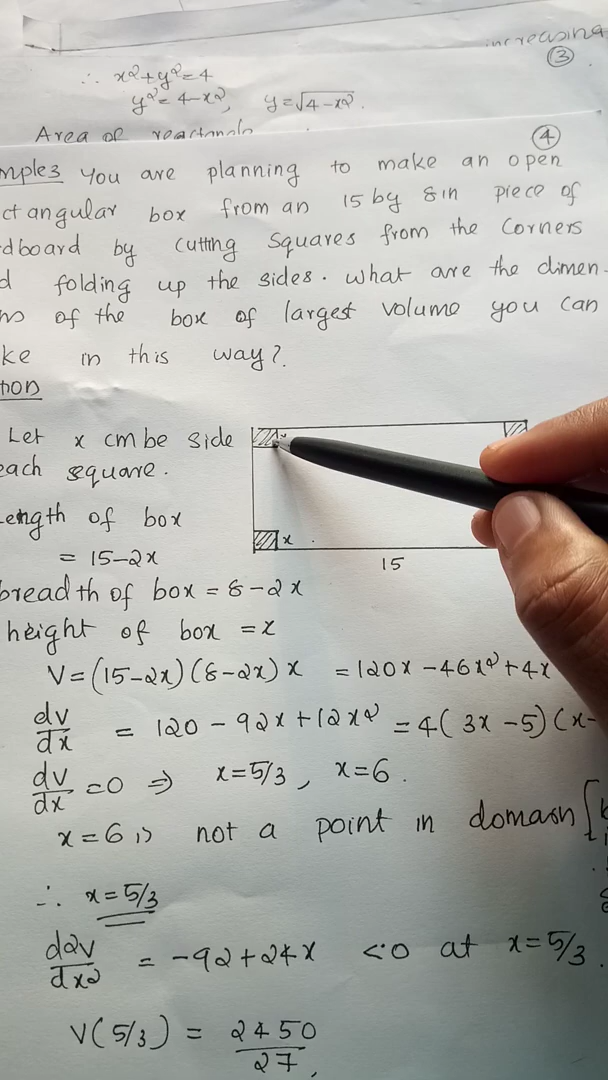 increasing
③
∴ x²+y²=4
y²= 4-x², y=√4-x².
Area of rectangle
④
mple3 You are planning to make an open
ctangular box from an 15 by 8in piece of
dboard by cutting squares from the corners
d folding up the sides. What are the dimen-
ns of the box of largest volume you can
ke in this way?
tion
Let x cm be side
each square.
Length of box
= 15-2x
x
15
breadth of box = 8-2x
height of box = x
V=(15-2x)(8-2x)x =120x-46x²+4x
dv/dx = 120-92x+12x² = 4(3x-5)(x-
dv/dx =0 ⇒ x=5/3, x=6.
x=6 is not a point in domain [
∴ x=5/3
d2v/dx2 = -92+24x <0 at x=5/3.
V(5/3) = 2450/27,